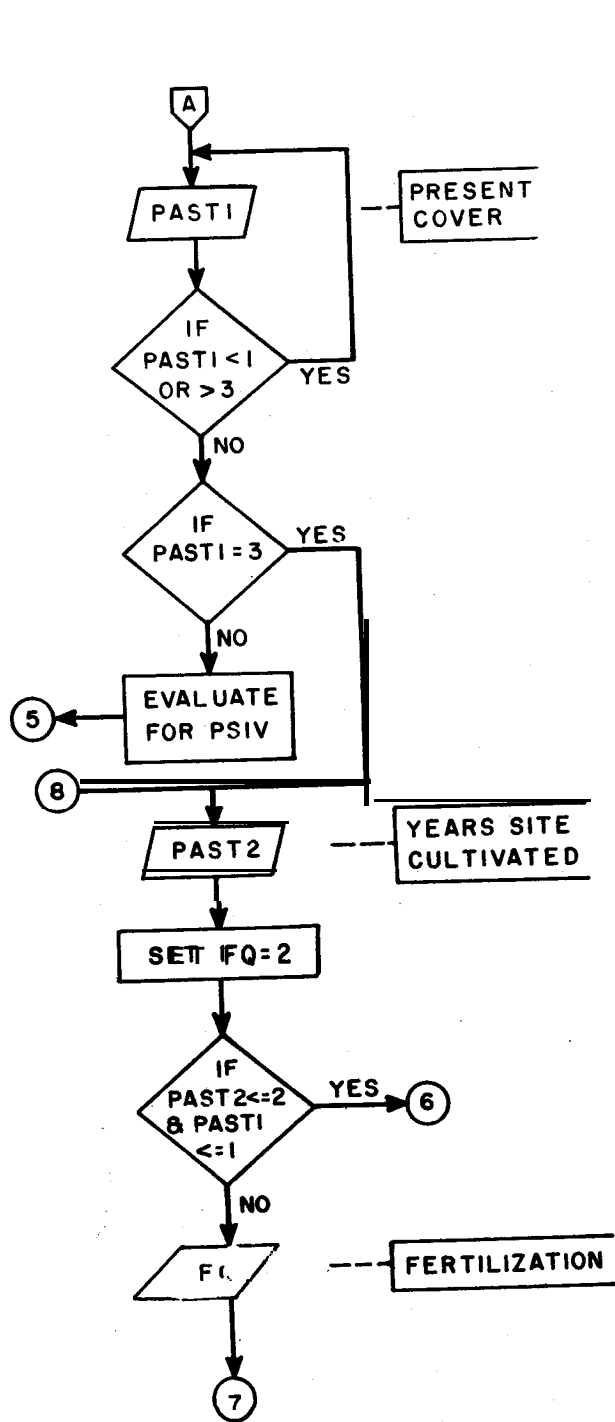 A
PAST1
PRESENT
COVER
IF
PAST1<1
OR >3
YES
NO
IF
PAST1=3
YES
NO
EVALUATE
FOR PSIV
5
8
PAST2
YEARS SITE
CULTIVATED
SET IFQ=2
IF
PAST2<=2
& PAST1
<=1
YES
6
NO
FERTILIZATION
7